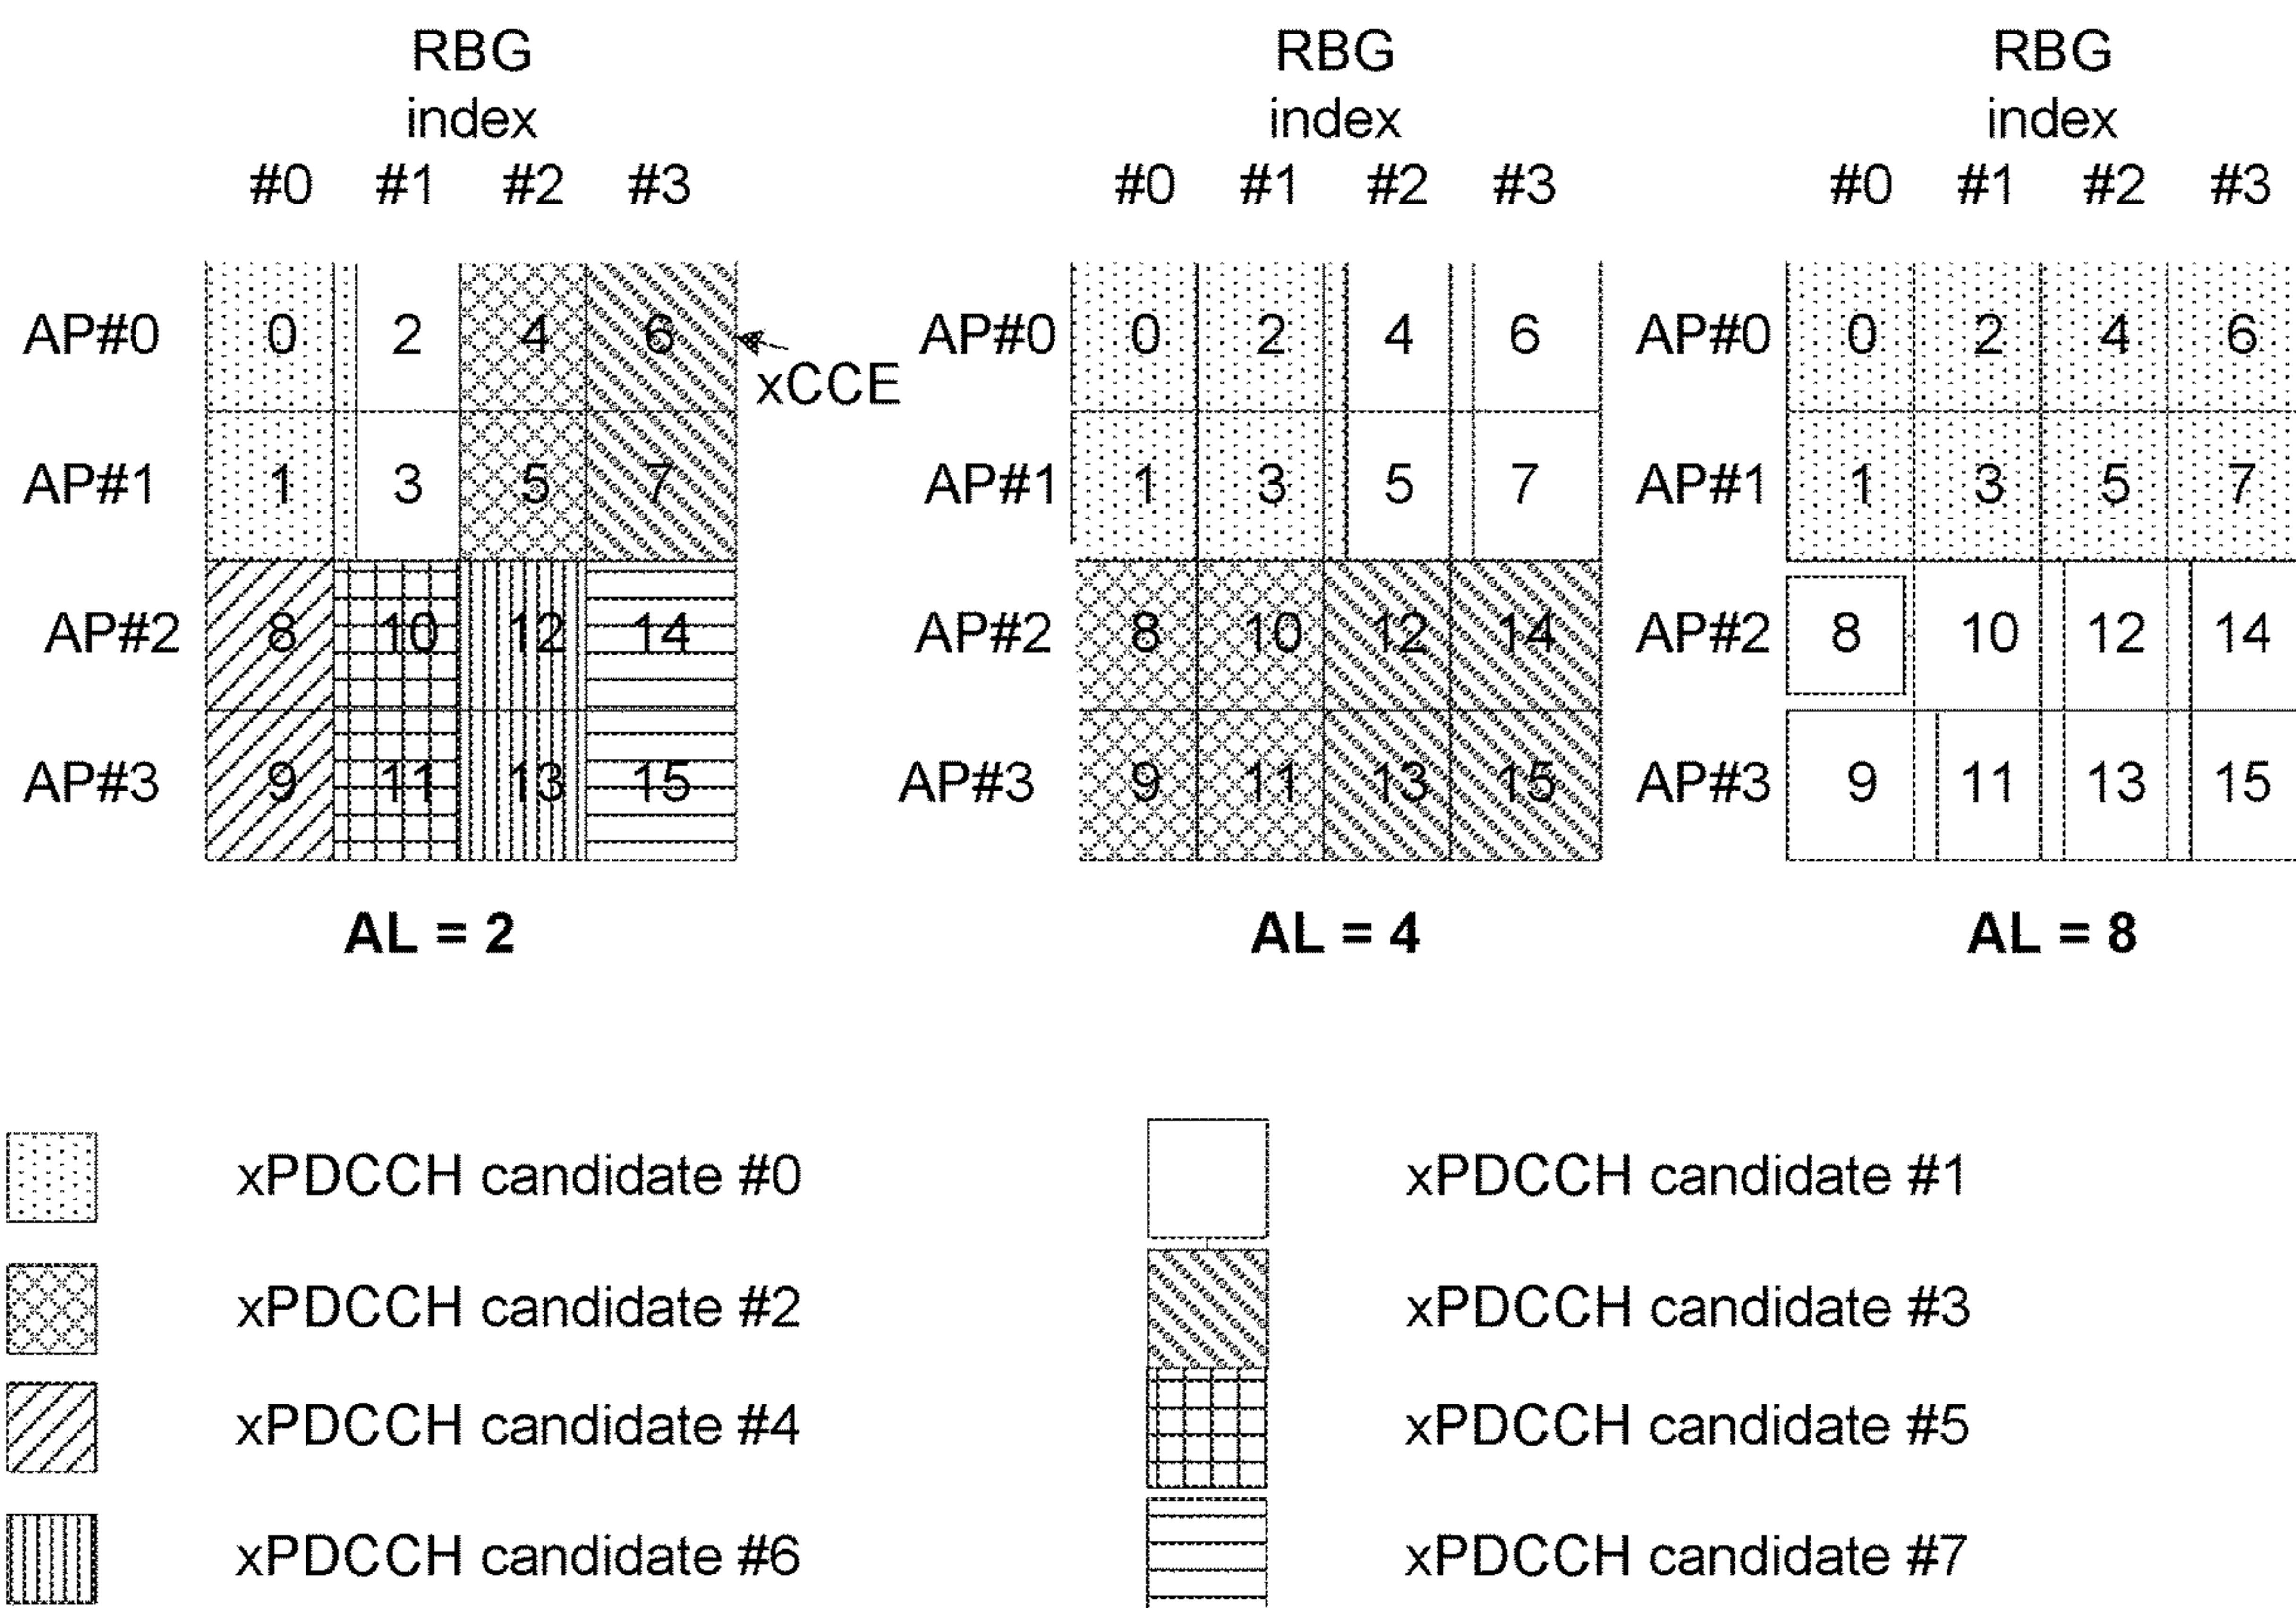 RBG RBG RBG
index index index
#0 #1 #2 #3 #0 #1 #2 #3 #0 #1 #2 #3
AP#0 0 2 4 6 AP#0 0 2 4 6 AP#0 0 2 4 6
xCCE
AP#1 1 3 5 7 AP#1 1 3 5 7 AP#1 1 3 5 7
AP#2 8 10 12 14 AP#2 8 10 12 14 AP#2 8 10 12 14
AP#3 9 11 13 15 AP#3 9 11 13 15 AP#3 9 11 13 15
AL = 2 AL = 4 AL = 8
xPDCCH candidate #0 xPDCCH candidate #1
xPDCCH candidate #2 xPDCCH candidate #3
xPDCCH candidate #4 xPDCCH candidate #5
xPDCCH candidate #6 xPDCCH candidate #7